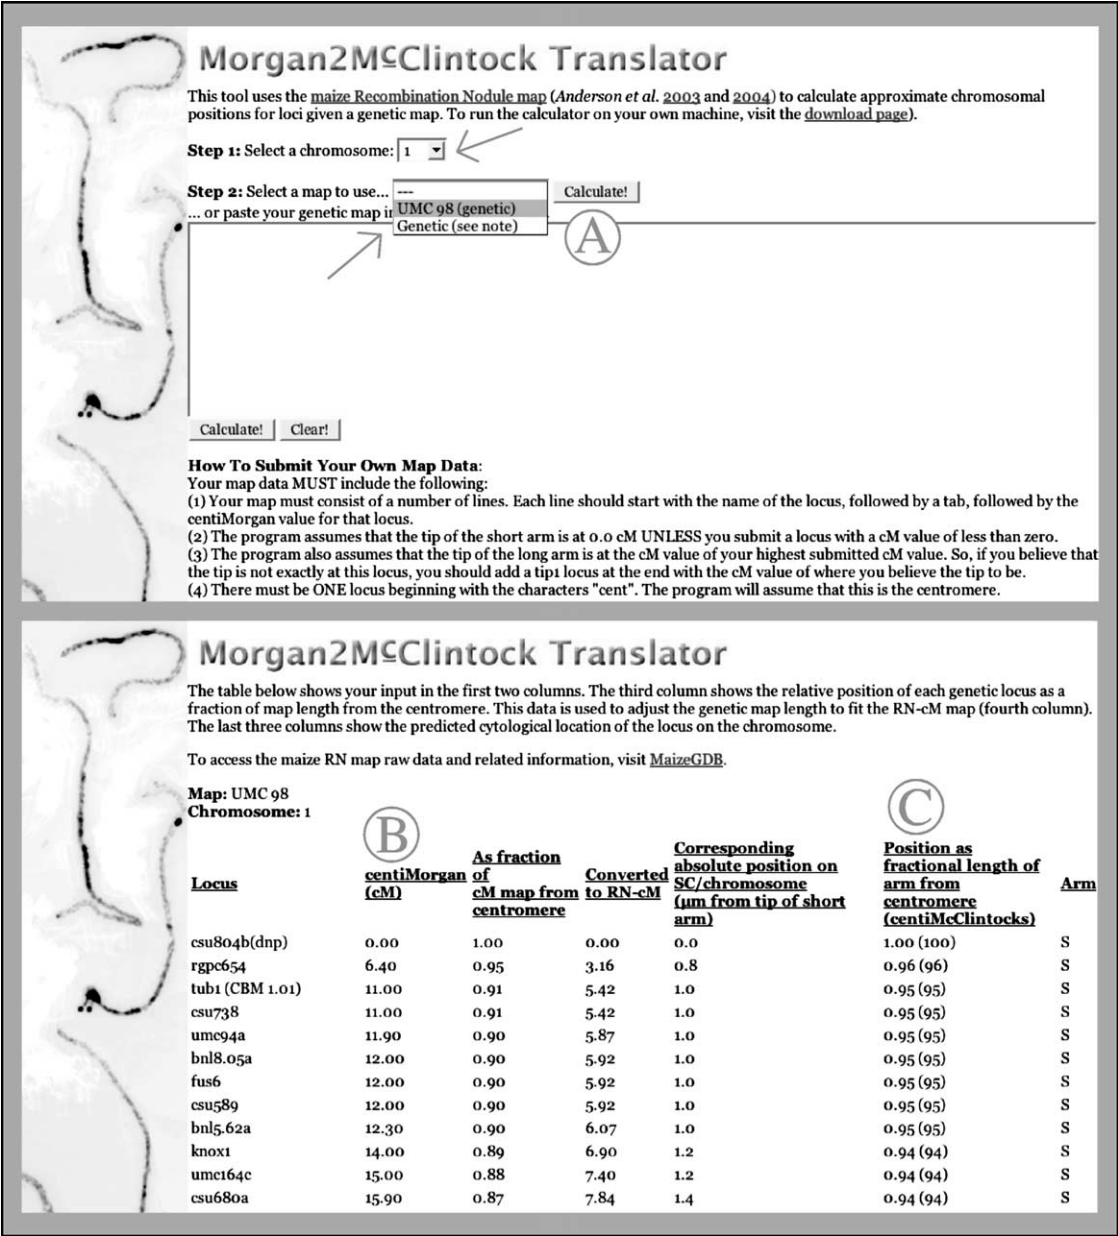 Morgan2McClintock Translator
This tool uses the maize Recombination Nodule map (Anderson et al. 2003 and 2004) to calculate approximate chromosomal
positions for loci given a genetic map. To run the calculator on your own machine, visit the download page).
Step 1: Select a chromosome: 1
Step 2: Select a map to use... --- Calculate!
... or paste your genetic map i UMC 98 (genetic)
Genetic (see note)
A
Calculate! Clear!
How To Submit Your Own Map Data:
Your map data MUST include the following:
(1) Your map must consist of a number of lines. Each line should start with the name of the locus, followed by a tab, followed by the
centiMorgan value for that locus.
(2) The program assumes that the tip of the short arm is at 0.0 cM UNLESS you submit a locus with a cM value of less than zero.
(3) The program also assumes that the tip of the long arm is at the cM value of your highest submitted cM value. So, if you believe that
the tip is not exactly at this locus, you should add a tip1 locus at the end with the cM value of where you believe the tip to be.
(4) There must be ONE locus beginning with the characters "cent". The program will assume that this is the centromere.
Morgan2McClintock Translator
The table below shows your input in the first two columns. The third column shows the relative position of each genetic locus as a
fraction of map length from the centromere. This data is used to adjust the genetic map length to fit the RN-cM map (fourth column).
The last three columns show the predicted cytological location of the locus on the chromosome.
To access the maize RN map raw data and related information, visit MaizeGDB.
Map: UMC 98
Chromosome: 1
B
C
Locus
centiMorgan
(cM)
As fraction
of
cM map from
centromere
Converted
to RN-cM
Corresponding
absolute position on
SC/chromosome
(µm from tip of short
arm)
Position as
fractional length of
arm from
centromere
(centiMcClintocks)
Arm
csu804b(dnp) 0.00 1.00 0.00 0.0 1.00 (100) S
rgpc654 6.40 0.95 3.16 0.8 0.96 (96) S
tub1 (CBM 1.01) 11.00 0.91 5.42 1.0 0.95 (95) S
csu738 11.00 0.91 5.42 1.0 0.95 (95) S
umc94a 11.90 0.90 5.87 1.0 0.95 (95) S
bnl8.05a 12.00 0.90 5.92 1.0 0.95 (95) S
fus6 12.00 0.90 5.92 1.0 0.95 (95) S
csu589 12.00 0.90 5.92 1.0 0.95 (95) S
bnl5.62a 12.30 0.90 6.07 1.0 0.95 (95) S
knox1 14.00 0.89 6.90 1.2 0.94 (94) S
umc164c 15.00 0.88 7.40 1.2 0.94 (94) S
csu680a 15.90 0.87 7.84 1.4 0.94 (94) S